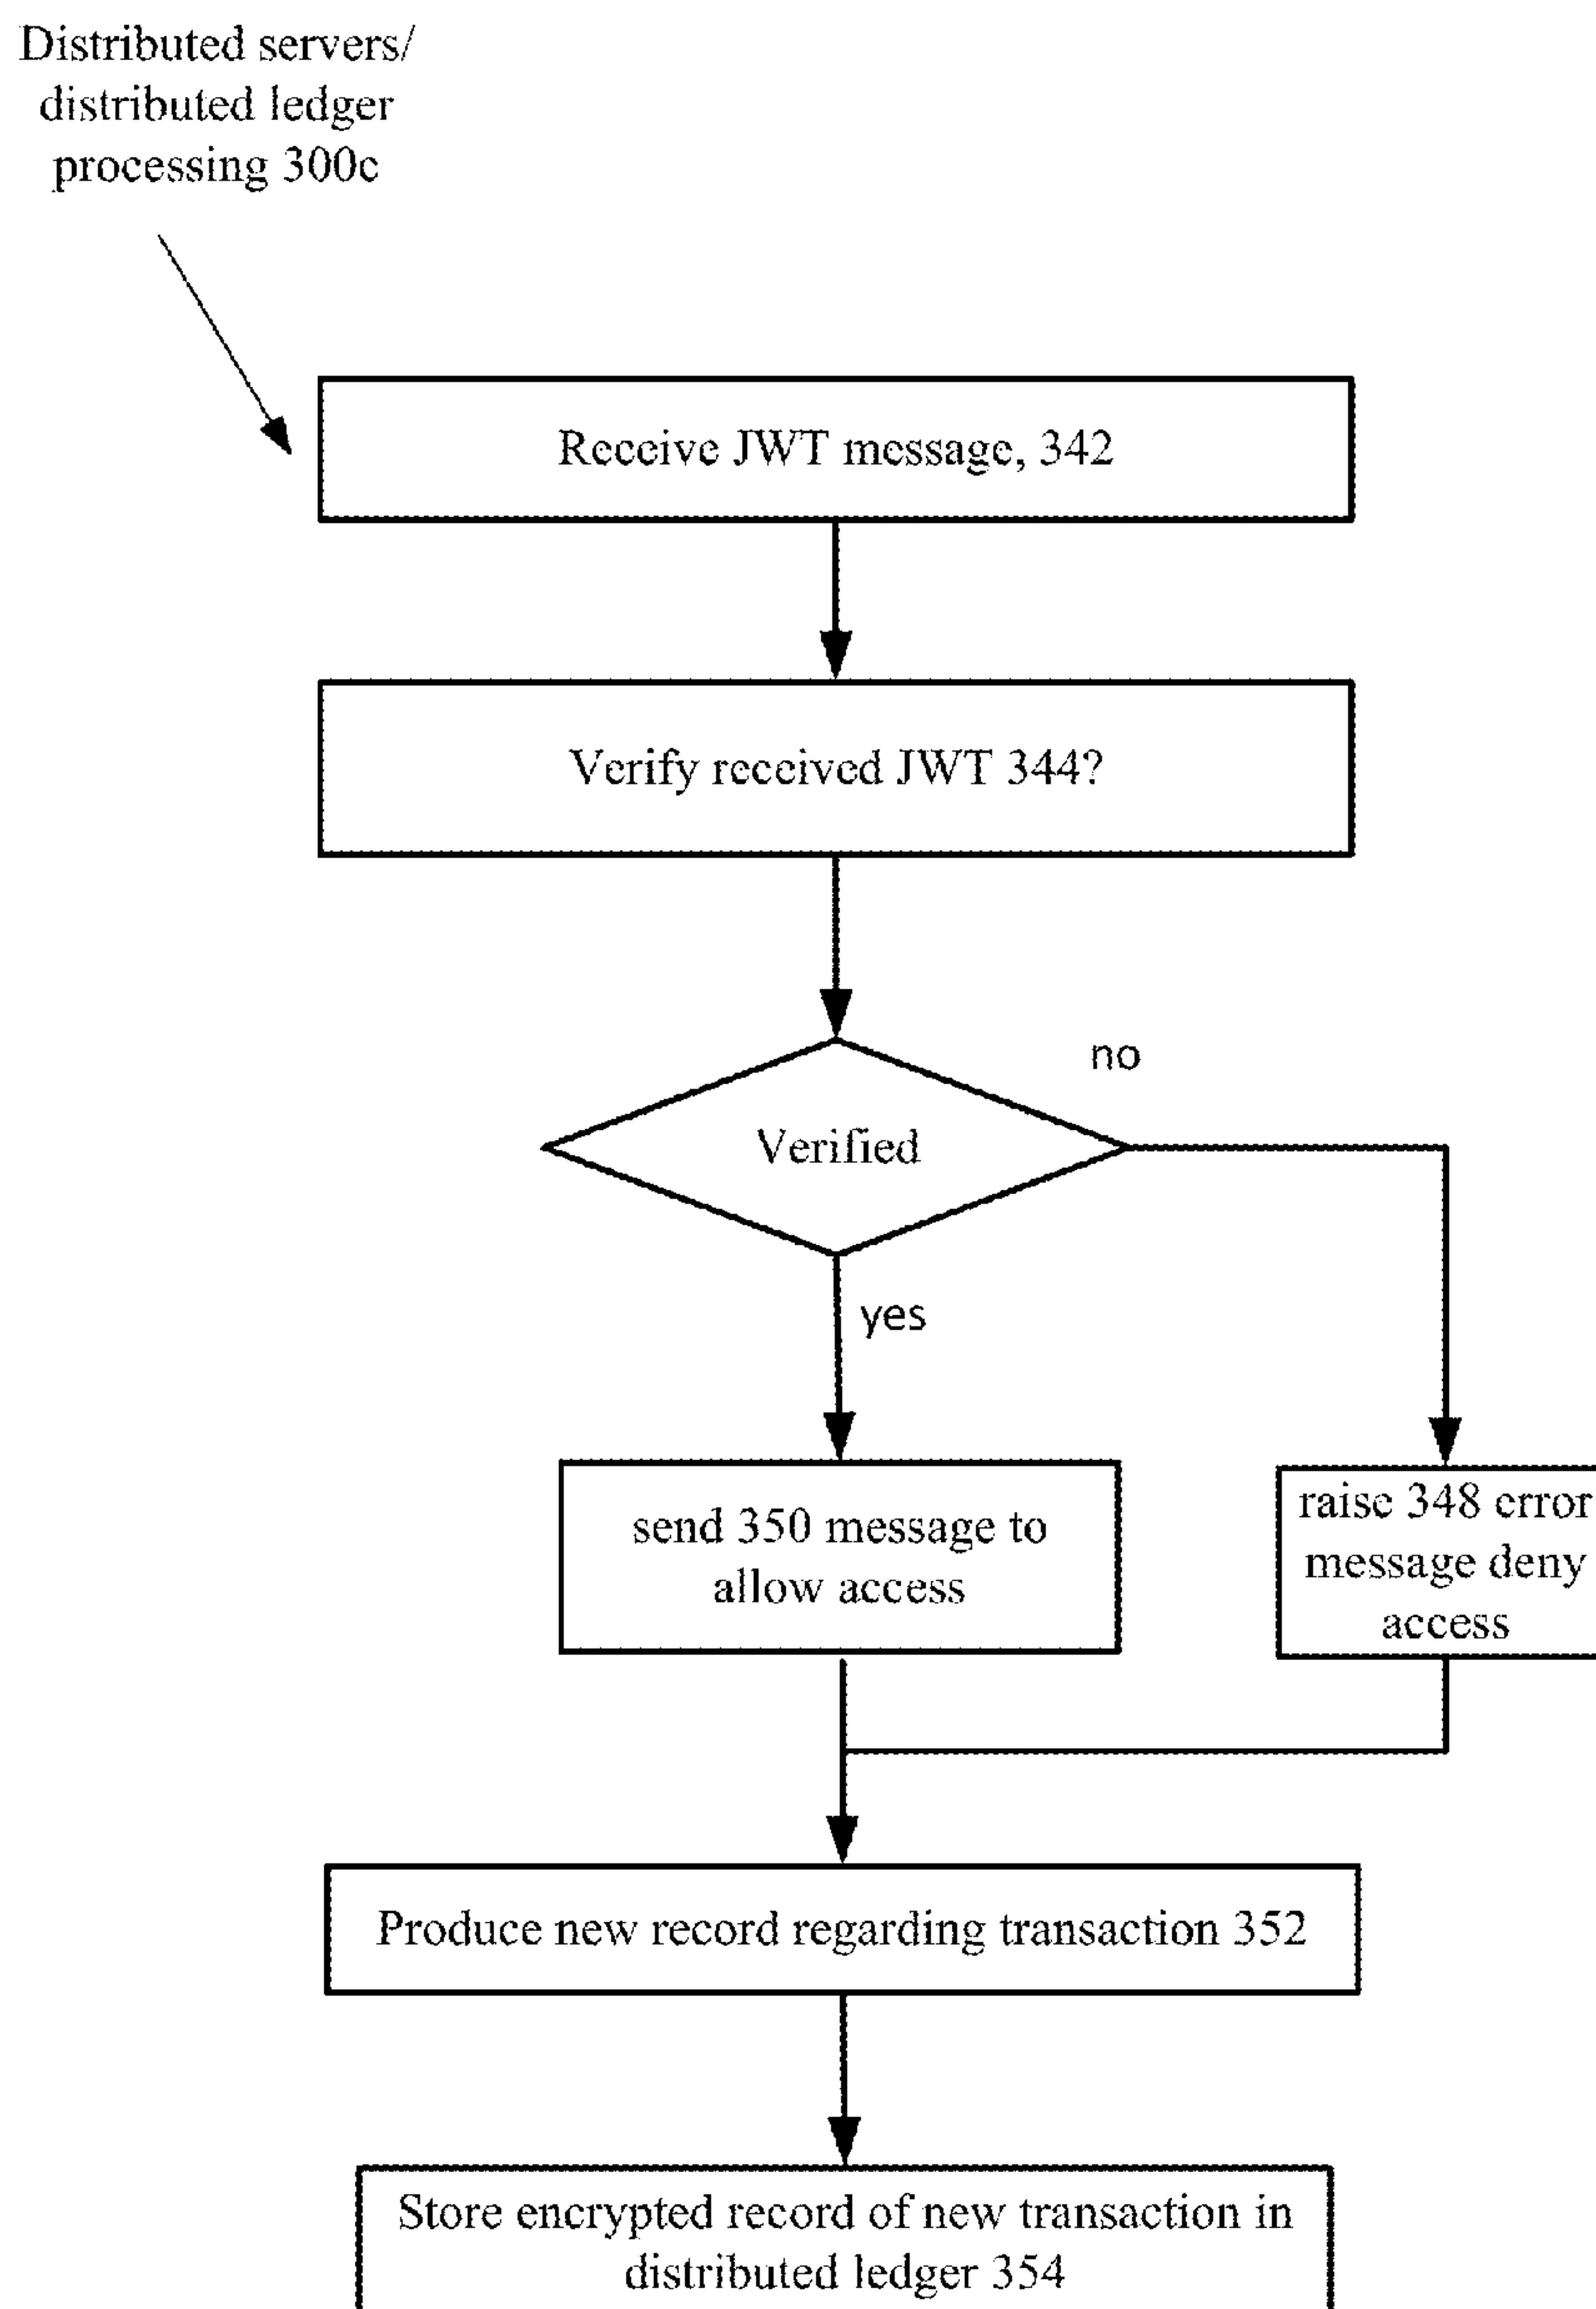 Distributed servers/
distributed ledger
processing 300c
Receive JWT message, 342
Verify received JWT 344?
no
Verified
yes
send 350 message to
allow access
raise 348 error
message deny
access
Produce new record regarding transaction 352
Store encrypted record of new transaction in
distributed ledger 354